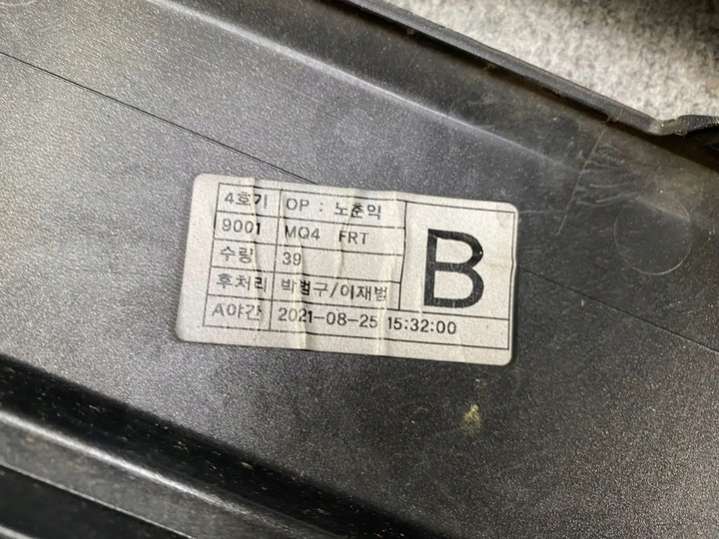 4호기 OP : 노춘익
9001 MQ4 FRT
B
수량 39
후처리 박범구/이재범
A야간 2021-08-25 15:32:00